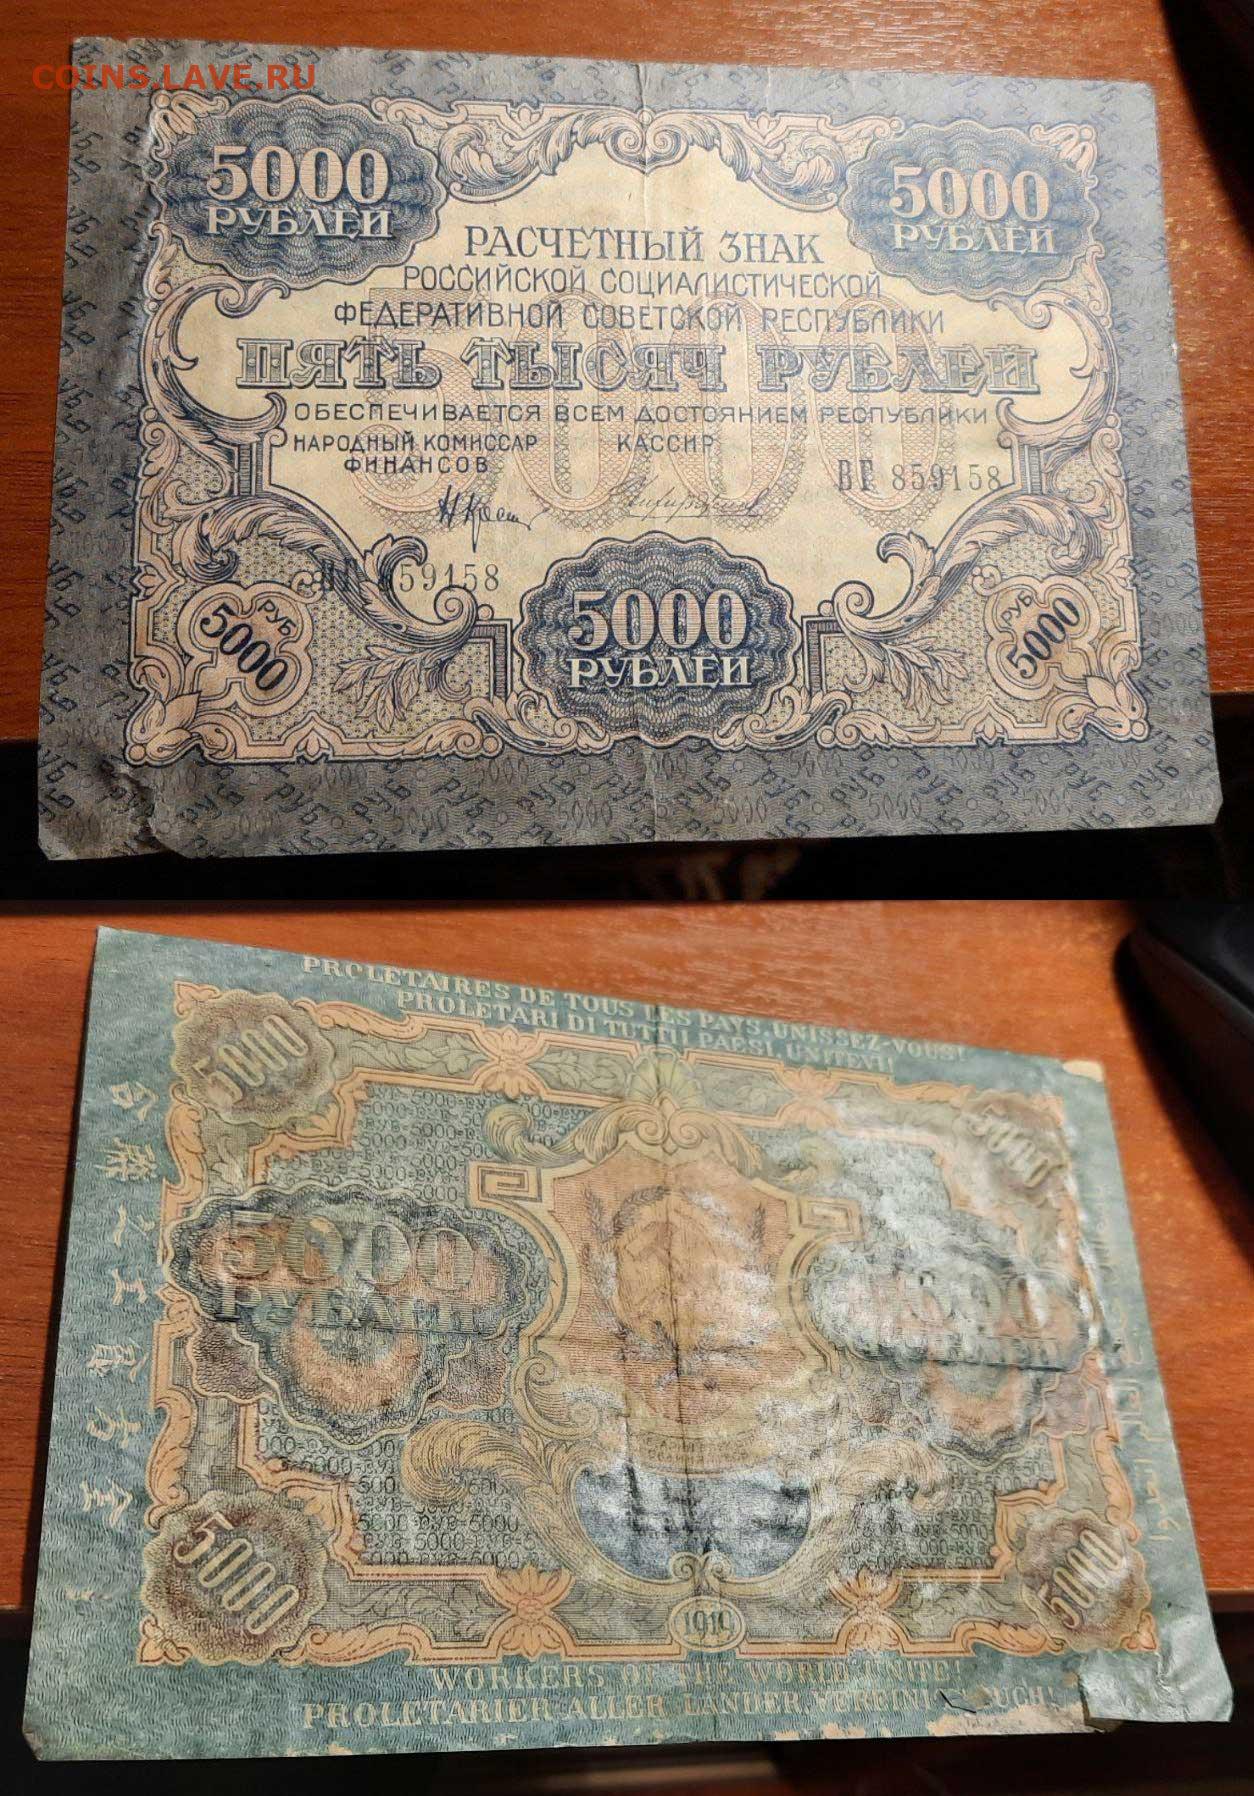 COINS.LAVE.RU
5000
РУБЛЕЙ
5000
РУБЛЕЙ
РАСЧЕТНЫЙ ЗНАК
РОССИЙСКОЙ СОЦИАЛИСТИЧЕСКОЙ
ФЕДЕРАТИВНОЙ СОВЕТСКОЙ РЕСПУБЛИКИ
5000
ПЯТЬ ТЫСЯЧ РУБЛЕЙ
ОБЕСПЕЧИВАЕТСЯ ВСЕМ ДОСТОЯНИЕМ РЕСПУБЛИКИ
НАРОДНЫЙ КОМИССАР КАССИР
ФИНАНСОВ
859158
59158
5000
РУБЛЕЙ
РУБ
5000
РУБ
5000
PROLETAIRES DE TOUS LES PAYS, UNISSEZ-VOUS!
PROLETARI DI TUTTI I PAESI, UNITEVI!
5000
5000
5000
РУБЛЕЙ
5000
5000
1919
WORKERS OF THE WORLD UNITE!
PROLETARIER ALLER LÄNDER, EUCH!